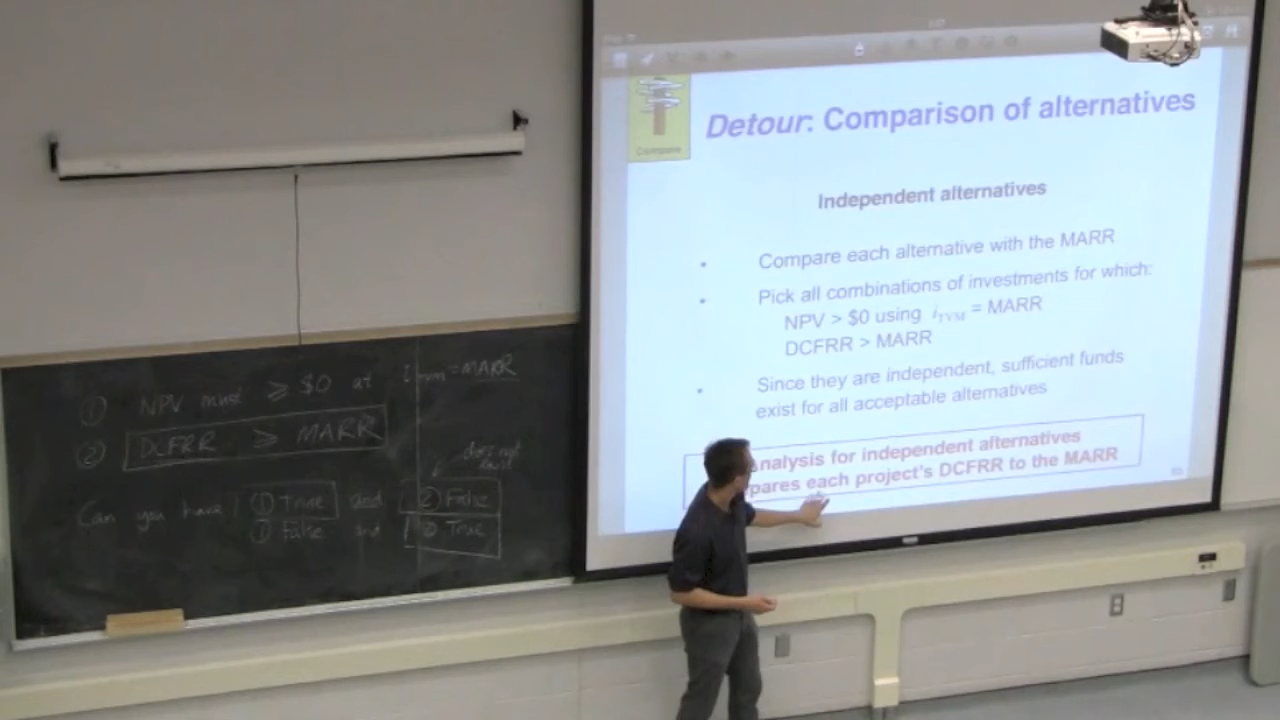 ① NPV must ≥ $0 at iTVM = MARR
② DCFRR ≥ MARR
does not
Can you have ① True and ② False
① False and ② True
Compare
Detour: Comparison of alternatives
Independent alternatives
• Compare each alternative with the MARR
• Pick all combinations of investments for which:
NPV > $0 using iTVM = MARR
DCFRR > MARR
• Since they are independent, sufficient funds
exist for all acceptable alternatives
nalysis for independent alternatives
pares each project's DCFRR to the MARR